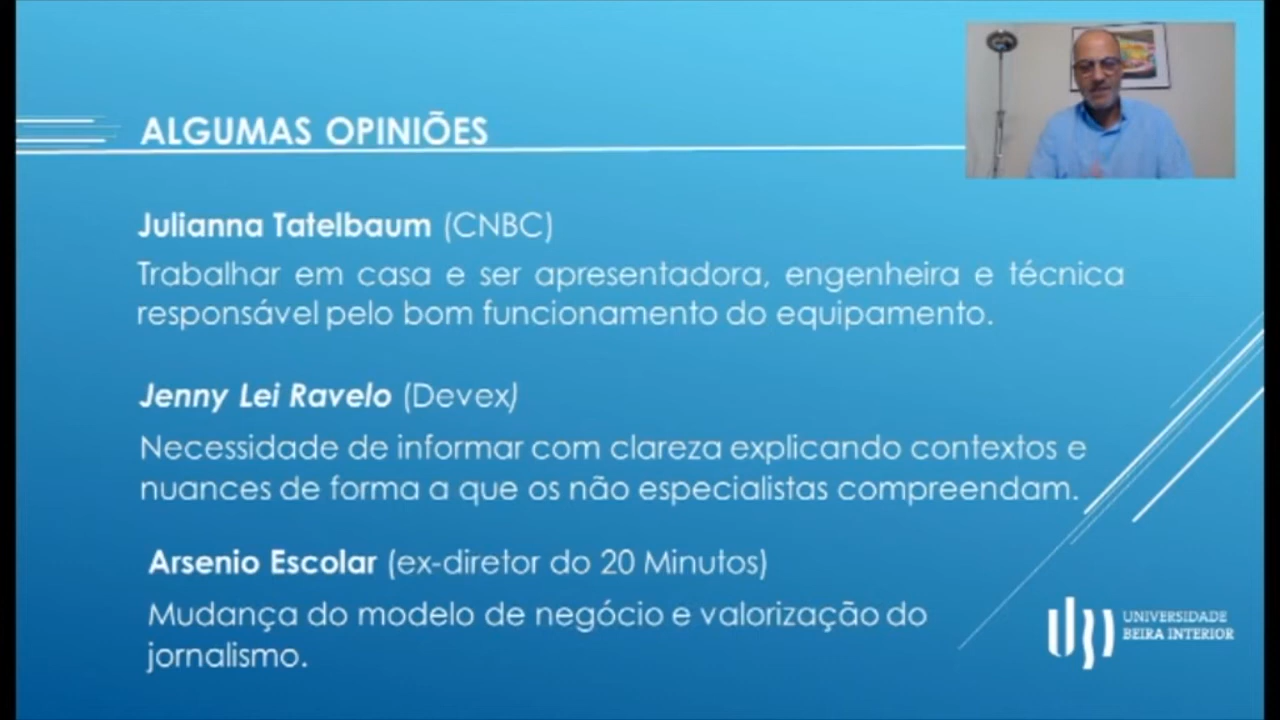 ALGUMAS OPINIÕES
Julianna Tatelbaum (CNBC)
Trabalhar em casa e ser apresentadora, engenheira e técnica
responsável pelo bom funcionamento do equipamento.
Jenny Lei Ravelo (Devex)
Necessidade de informar com clareza explicando contextos e
nuances de forma a que os não especialistas compreendam.
Arsenio Escolar (ex-diretor do 20 Minutos)
Mudança do modelo de negócio e valorização do
jornalismo.
UNIVERSIDADE
BEIRA INTERIOR